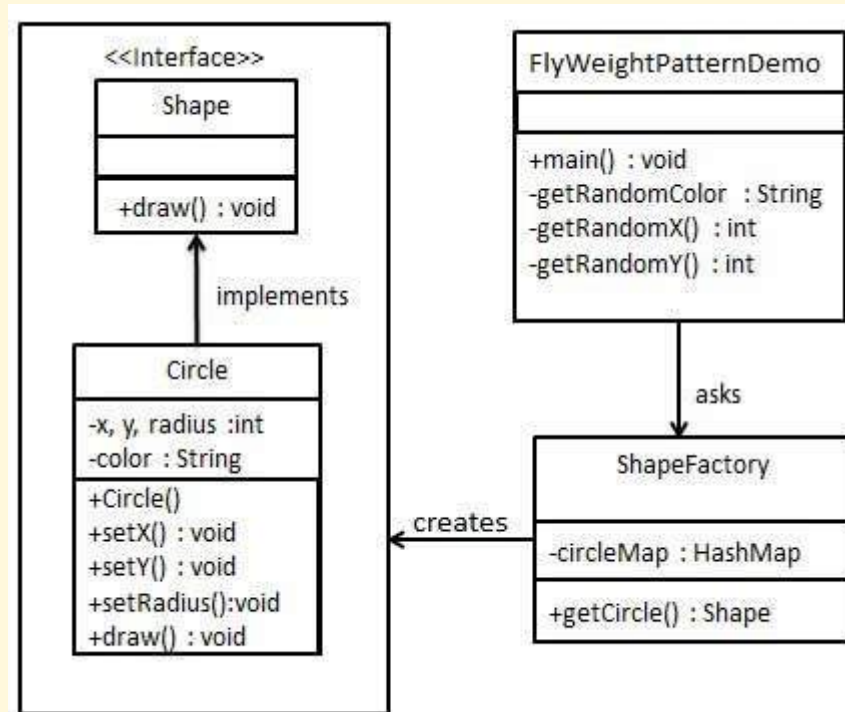 <<Interface>>
Shape
+draw() : void
implements
Circle
-x, y, radius :int
-color : String
+Circle()
+setX() : void
+setY() : void
+setRadius():void
+draw() : void
FlyWeightPatternDemo
+main() : void
-getRandomColor : String
-getRandomX() : int
-getRandomY() : int
asks
ShapeFactory
-circleMap : HashMap
+getCircle() : Shape
creates